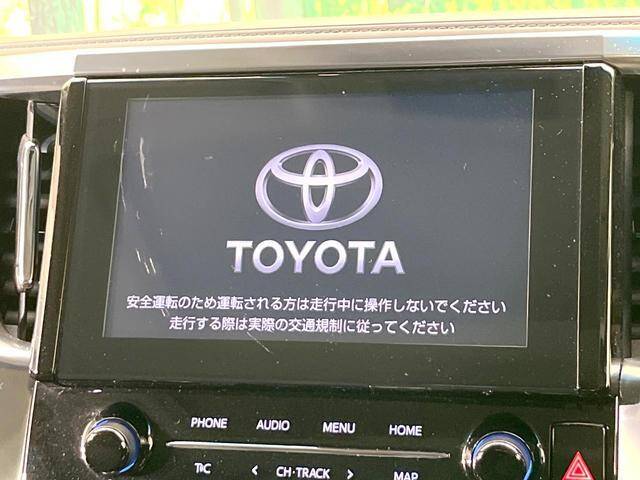 TOYOTA
安全運転のため運転される方は走行中に操作しないでください
走行する際は実際の交通規制に従ってください
PHONE AUDIO MENU HOME
T/C < CH·TRACK > MAP